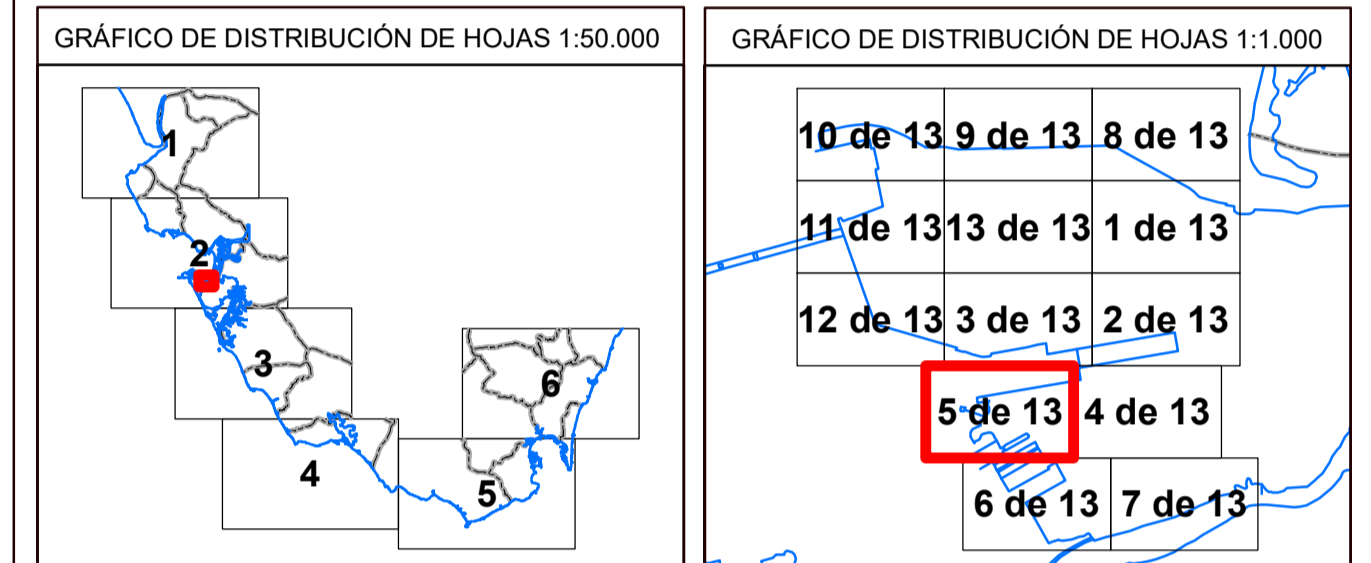 GRÁFICO DE DISTRIBUCIÓN DE HOJAS 1:50.000
1
2
3
4
5
6
GRÁFICO DE DISTRIBUCIÓN DE HOJAS 1:1.000
10 de 13 9 de 13 8 de 13
11 de 13 13 de 13 1 de 13
12 de 13 3 de 13 2 de 13
5 de 13 4 de 13
6 de 13 7 de 13